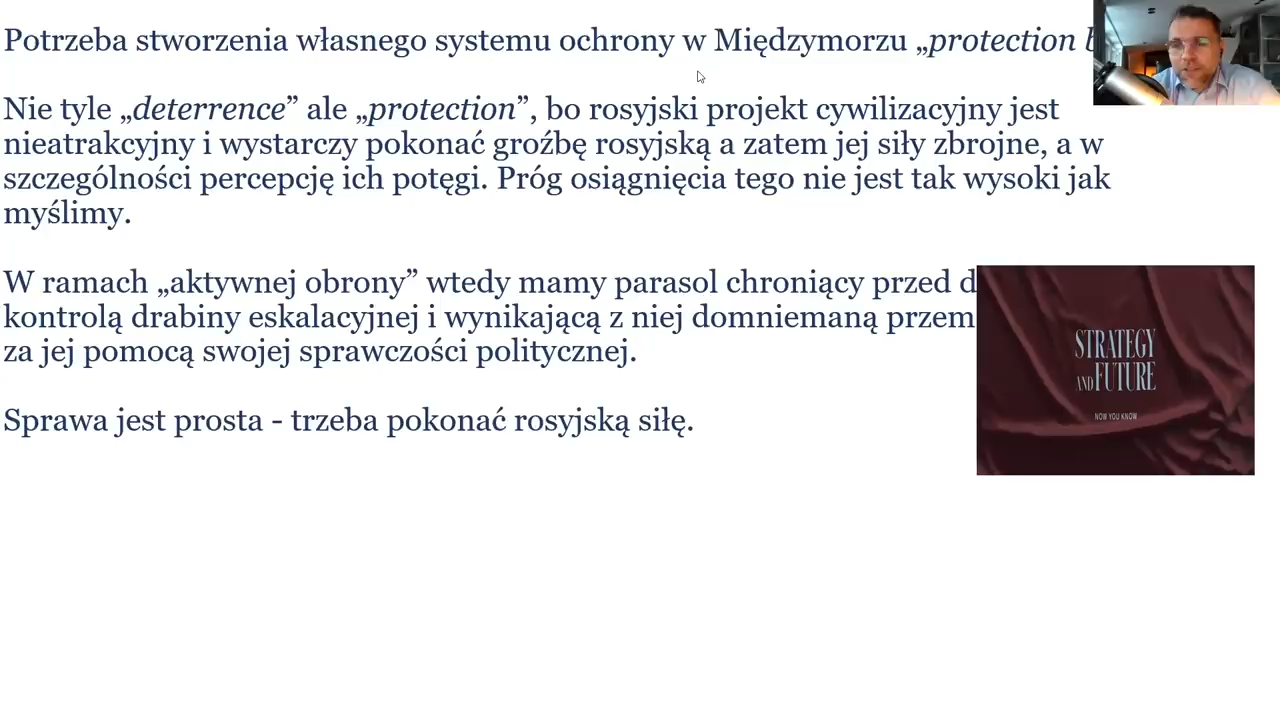 Potrzeba stworzenia własnego systemu ochrony w Międzymorzu „protection
Nie tyle „deterrence” ale „protection”, bo rosyjski projekt cywilizacyjny jest
nieatrakcyjny i wystarczy pokonać groźbę rosyjską a zatem jej siły zbrojne, a w
szczególności percepcję ich potęgi. Próg osiągnięcia tego nie jest tak wysoki jak
myślimy.
W ramach „aktywnej obrony” wtedy mamy parasol chroniący przed
kontrolą drabiny eskalacyjnej i wynikającą z niej domniemaną
za jej pomocą swojej sprawczości politycznej.
Sprawa jest prosta - trzeba pokonać rosyjską siłę.
STRATEGY
AND FUTURE
NOW YOU KNOW